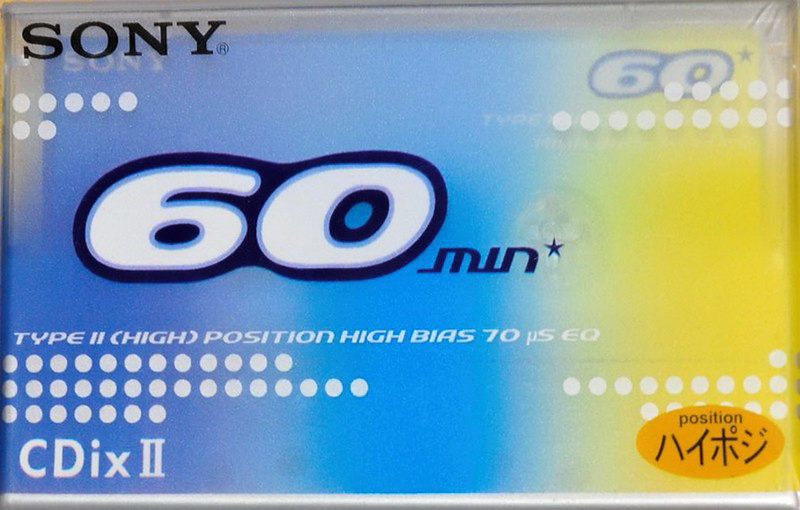 SONY®
60
60 min*
TYPE II (HIGH) POSITION HIGH BIAS 70 µS EQ
CDix II
position
ハイポジ